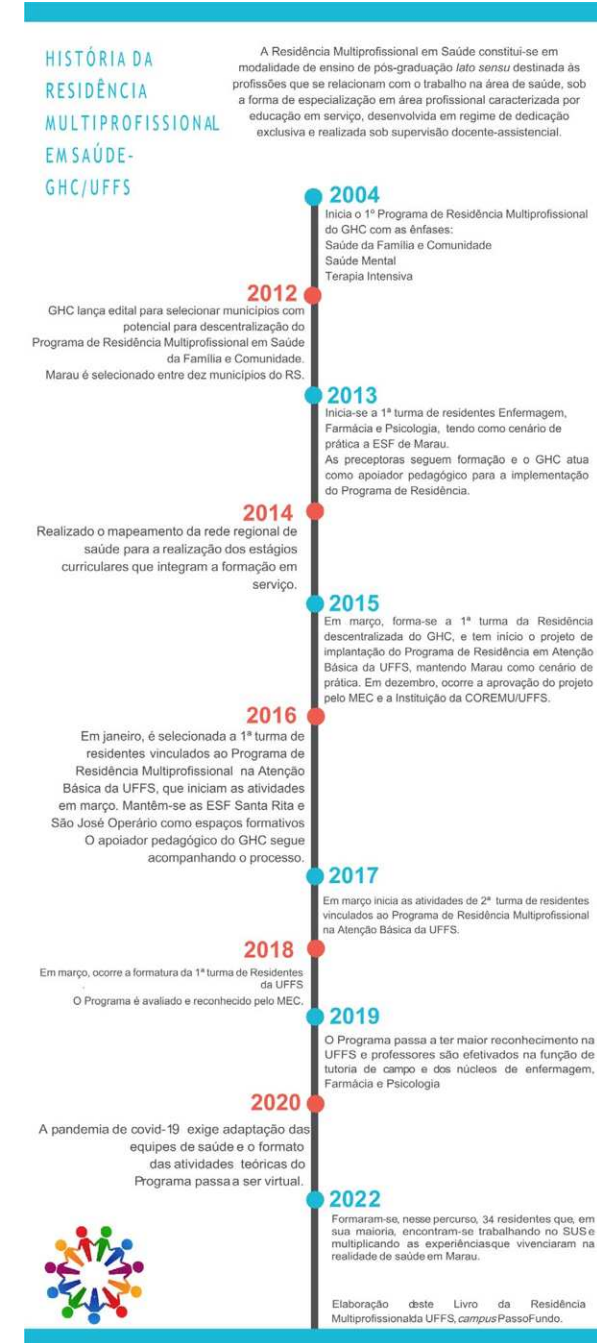 HISTÓRIA DA
RESIDÊNCIA
MULTIPROFISSIONAL
EM SAÚDE-
GHC/UFFS
A Residência Multiprofissional em Saúde constitui-se em
modalidade de ensino de pós-graduação lato sensu destinada às
profissões que se relacionam com o trabalho na área de saúde, sob
a forma de especialização em área profissional caracterizada por
educação em serviço, desenvolvida em regime de dedicação
exclusiva e realizada sob supervisão docente-assistencial.
2004
Inicia o 1º Programa de Residência Multiprofissional
do GHC com as ênfases:
Saúde da Família e Comunidade
Saúde Mental
Terapia Intensiva
2012
GHC lança edital para selecionar municípios com
potencial para descentralização do
Programa de Residência Multiprofissional em Saúde
da Família e Comunidade.
Marau é selecionado entre dez municípios do RS.
2013
Inicia-se a 1ª turma de residentes Enfermagem,
Farmácia e Psicologia, tendo como cenário de
prática a ESF de Marau.
As preceptoras seguem formação e o GHC atua
como apoiador pedagógico para a implementação
do Programa de Residência.
2014
Realizado o mapeamento da rede regional de
saúde para a realização dos estágios
curriculares que integram a formação em
serviço.
2015
Em março, forma-se a 1ª turma da Residência
descentralizada do GHC, e tem início o projeto de
implantação do Programa de Residência em Atenção
Básica da UFFS, mantendo Marau como cenário de
prática. Em dezembro, ocorre a aprovação do projeto
pelo MEC e a Instituição da COREMU/UFFS.
2016
Em janeiro, é selecionada a 1ª turma de
residentes vinculados ao Programa de
Residência Multiprofissional na Atenção
Básica da UFFS, que iniciam as atividades
em março. Mantêm-se as ESF Santa Rita e
São José Operário como espaços formativos
O apoiador pedagógico do GHC segue
acompanhando o processo.
2017
Em março inicia as atividades de 2ª turma de residentes
vinculados ao Programa de Residência Multiprofissional
na Atenção Básica da UFFS.
2018
Em março, ocorre a formatura da 1ª turma de Residentes
. da UFFS
O Programa é avaliado e reconhecido pelo MEC.
2019
O Programa passa a ter maior reconhecimento na
UFFS e professores são efetivados na função de
tutoria de campo e dos núcleos de enfermagem,
Farmácia e Psicologia
2020
A pandemia de covid-19 exige adaptação das
equipes de saúde e o formato
das atividades teóricas do
Programa passa a ser virtual.
2022
Formaram-se, nesse percurso, 34 residentes que, em
sua maioria, encontram-se trabalhando no SUS e
multiplicando as experiências que vivenciaram na
realidade de saúde em Marau.
Elaboração deste Livro da Residência
Multiprofissional da UFFS, campus Passo Fundo.